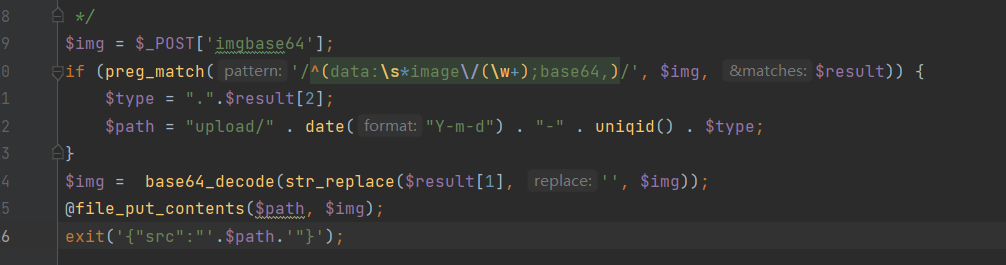 8 */
9 $img = $_POST['imgbase64'];
0 if (preg_match( pattern: '/^(data:\s*image\/(\w+);base64,)/', $img, &matches: $result)) {
1 $type = ".".$result[2];
2 $path = "upload/" . date( format: "Y-m-d") . "-" . uniqid() . $type;
3 }
4 $img =  base64_decode(str_replace($result[1], replace: '', $img));
5 @file_put_contents($path, $img);
6 exit('{"src":"'.$path.'"}');